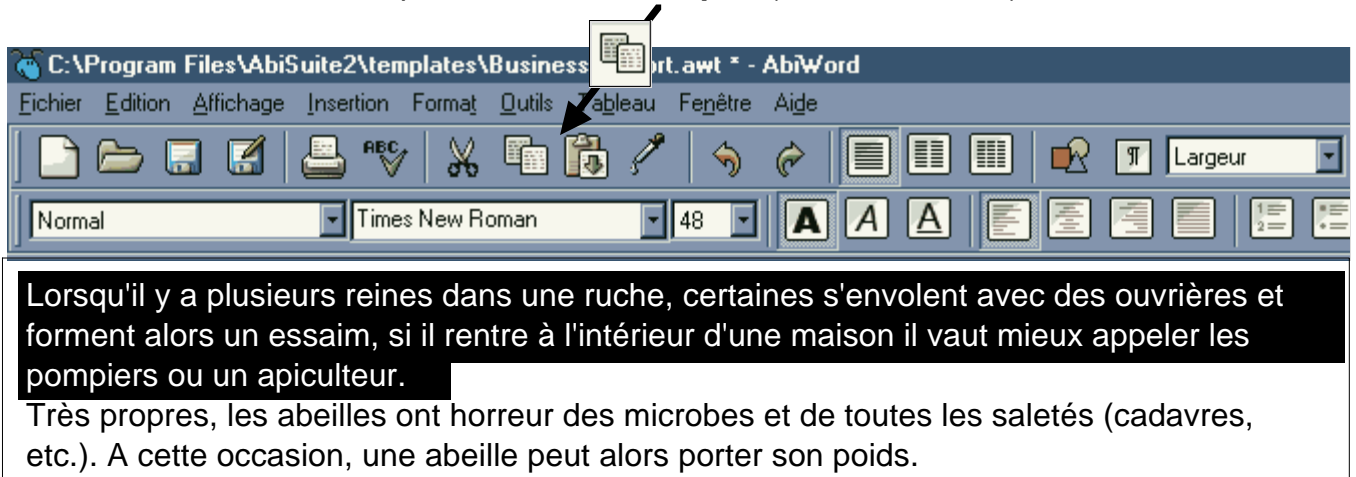 C:\Program Files\AbiSuite2\templates\Business ort.awt * - AbiWord
Fichier Edition Affichage Insertion Format Outils Tableau Fenêtre Aide
ABC Largeur
Normal Times New Roman 48 A A A
Lorsqu'il y a plusieurs reines dans une ruche, certaines s'envolent avec des ouvrières et
forment alors un essaim, si il rentre à l'intérieur d'une maison il vaut mieux appeler les
pompiers ou un apiculteur.
Très propres, les abeilles ont horreur des microbes et de toutes les saletés (cadavres,
etc.). A cette occasion, une abeille peut alors porter son poids.